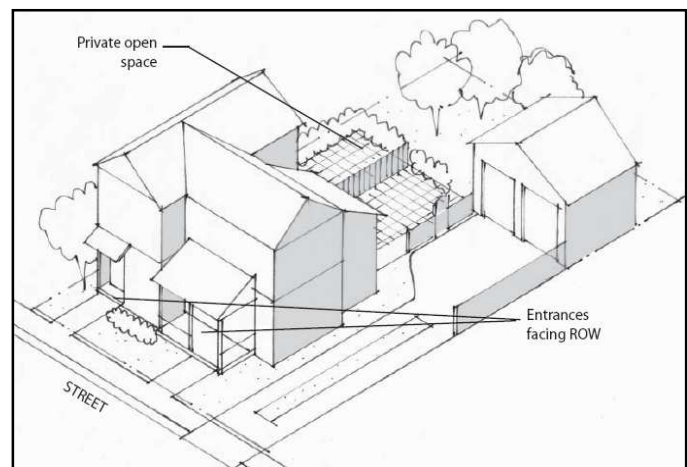 Private open
space
Entrances
facing ROW
STREET